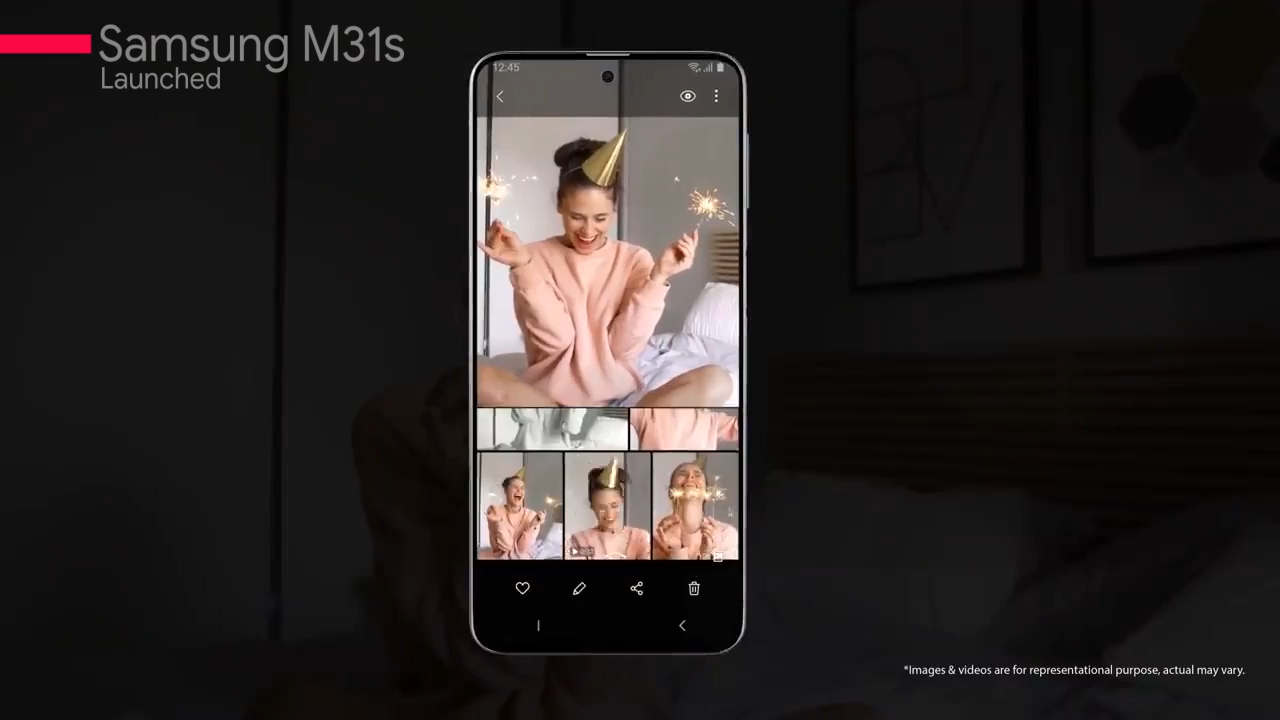 Samsung M31s
Launched
12:45
*Images & videos are for representational purpose, actual may vary.